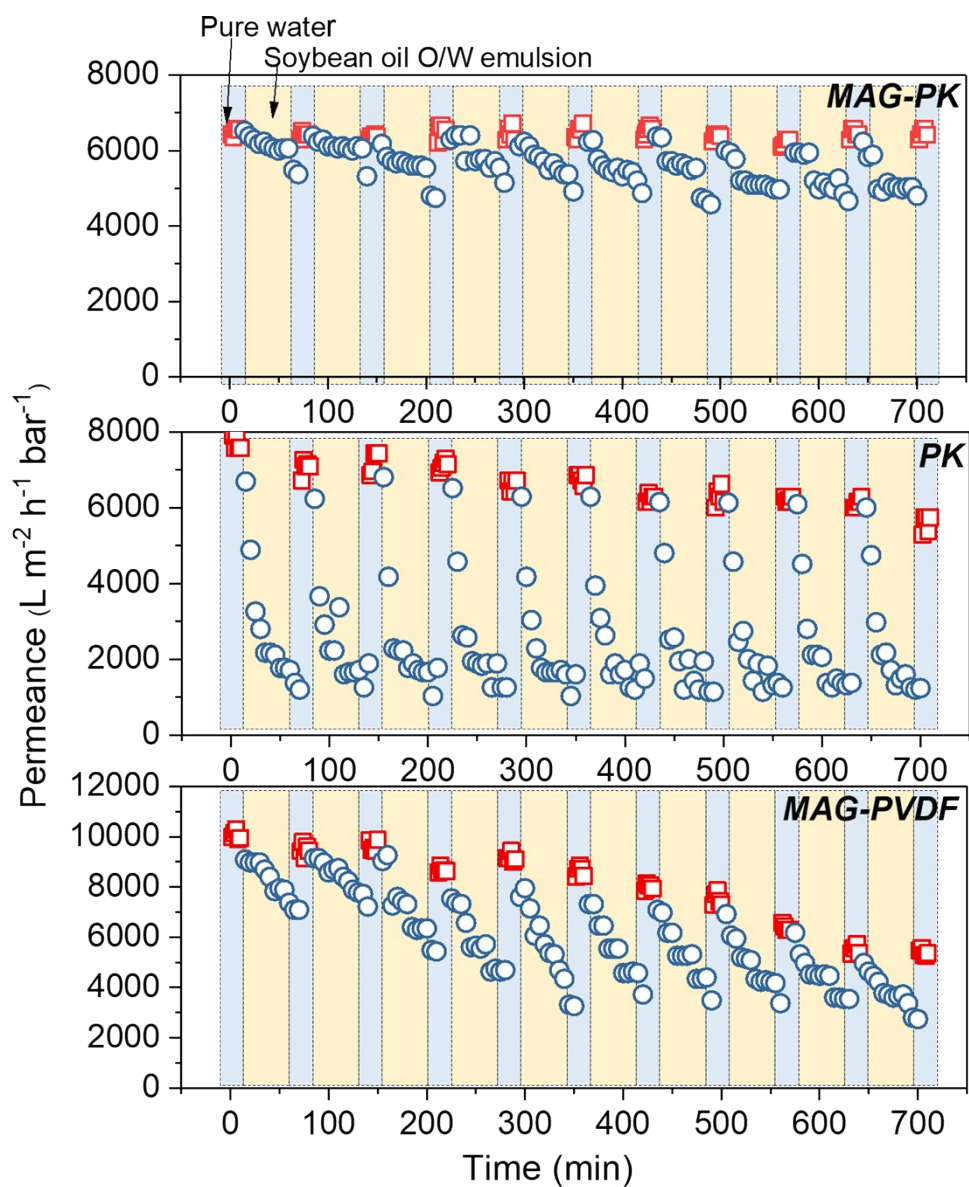 Pure water
Soybean oil O/W emulsion
8000
MAG-PK
6000
4000
2000
0
0 100 200 300 400 500 600 700
8000
PK
6000
4000
2000
0
0 100 200 300 400 500 600 700
12000
MAG-PVDF
10000
8000
6000
4000
2000
0
0 100 200 300 400 500 600 700
Permeance (L m-2 h-1 bar-1)
Time (min)